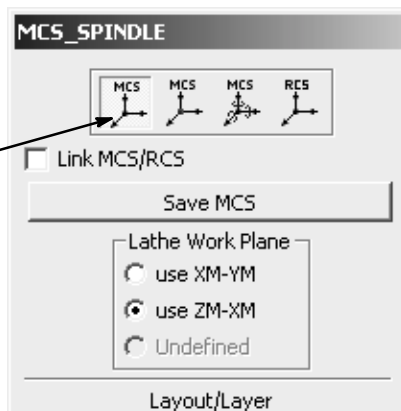 MCS_SPINDLE
MCS MCS MCS RCS
Link MCS/RCS
Save MCS
Lathe Work Plane
use XM-YM
use ZM-XM
Undefined
Layout/Layer